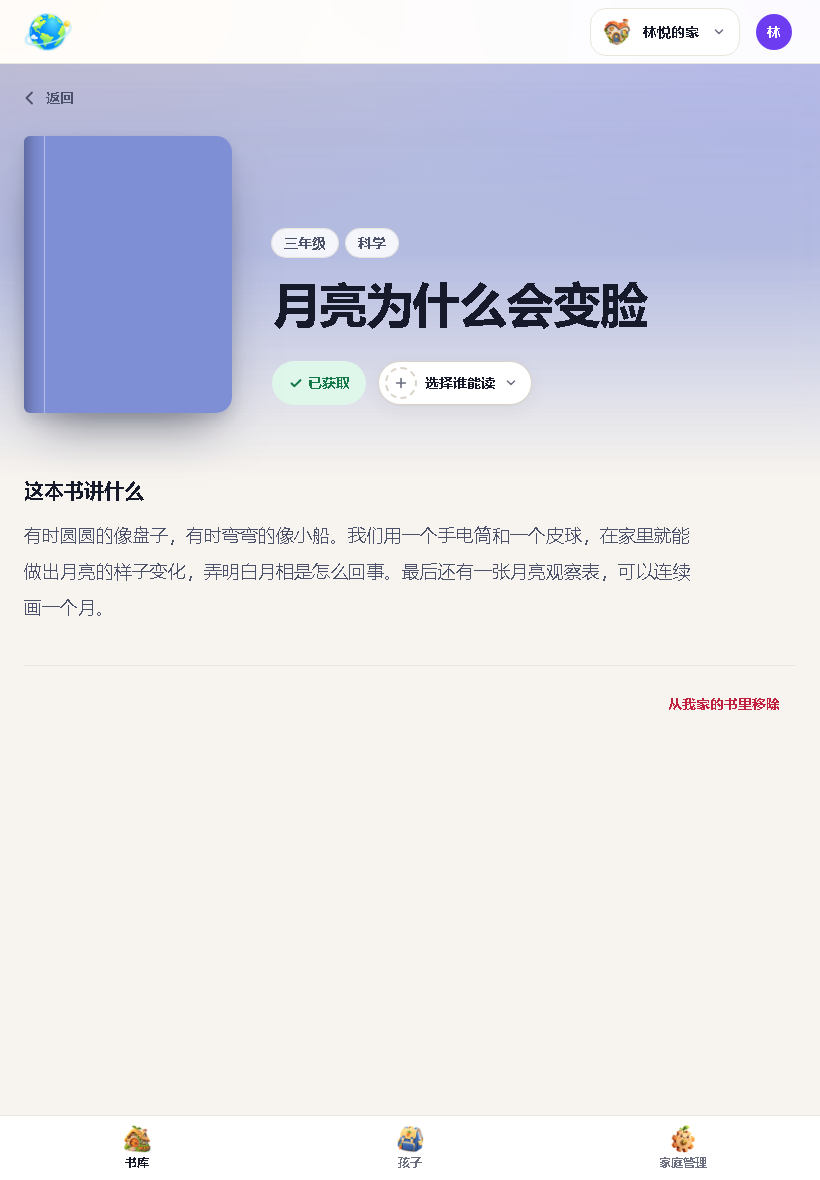 林悦的家
林
返回
三年级 科学
月亮为什么会变脸
已获取
选择谁能读
这本书讲什么
有时圆圆的像盘子，有时弯弯的像小船。我们用一个手电筒和一个皮球，在家里就能
做出月亮的样子变化，弄明白月相是怎么回事。最后还有一张月亮观察表，可以连续
画一个月。
从我家的书里移除
书库
孩子
家庭管理